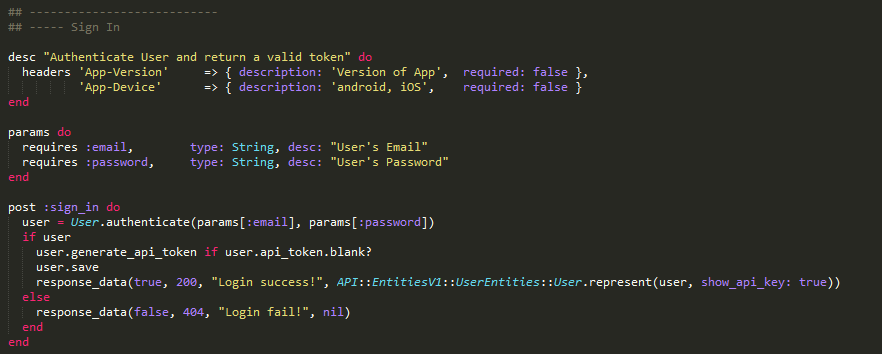 ## ---------------------------
## ----- Sign In
desc "Authenticate User and return a valid token" do
  headers 'App-Version'     => { description: 'Version of App',  required: false },
          'App-Device'      => { description: 'android, iOS',    required: false }
end
params do
  requires :email,        type: String, desc: "User's Email"
  requires :password,     type: String, desc: "User's Password"
end
post :sign_in do
  user = User.authenticate(params[:email], params[:password])
  if user
    user.generate_api_token if user.api_token.blank?
    user.save
    response_data(true, 200, "Login success!", API::EntitiesV1::UserEntities::User.represent(user, show_api_key: true))
  else
    response_data(false, 404, "Login fail!", nil)
  end
end